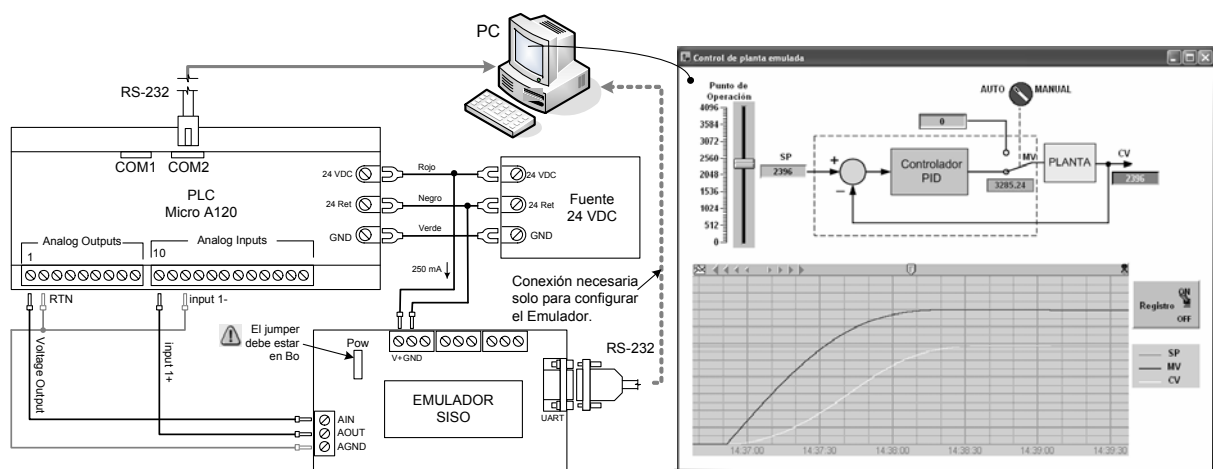 PC
RS-232
COM1
COM2
PLC
Micro A120
24 VDC
24 Ret
GND
Rojo
Negro
Verde
24 VDC
24 Ret
GND
Fuente
24 VDC
Analog Outputs
1
Analog Inputs
10
250 mA
RTN
input 1-
Voltage Output
input 1+
El jumper
debe estar
en Bo
Pow
V+GND
Conexión necesaria
solo para configurar
el Emulador.
RS-232
EMULADOR
SISO
UART
AIN
AOUT
AGND
Control de planta emulada
Punto de
Operación
4096
3584
3072
2560
2048
1536
1024
512
0
AUTO
MANUAL
0
SP
2396
+
−
Controlador
PID
MV
3285.24
PLANTA
CV
2396
14:37:00
14:37:30
14:38:00
14:38:30
14:39:00
14:39:30
Registro
ON
OFF
SP
MV
CV